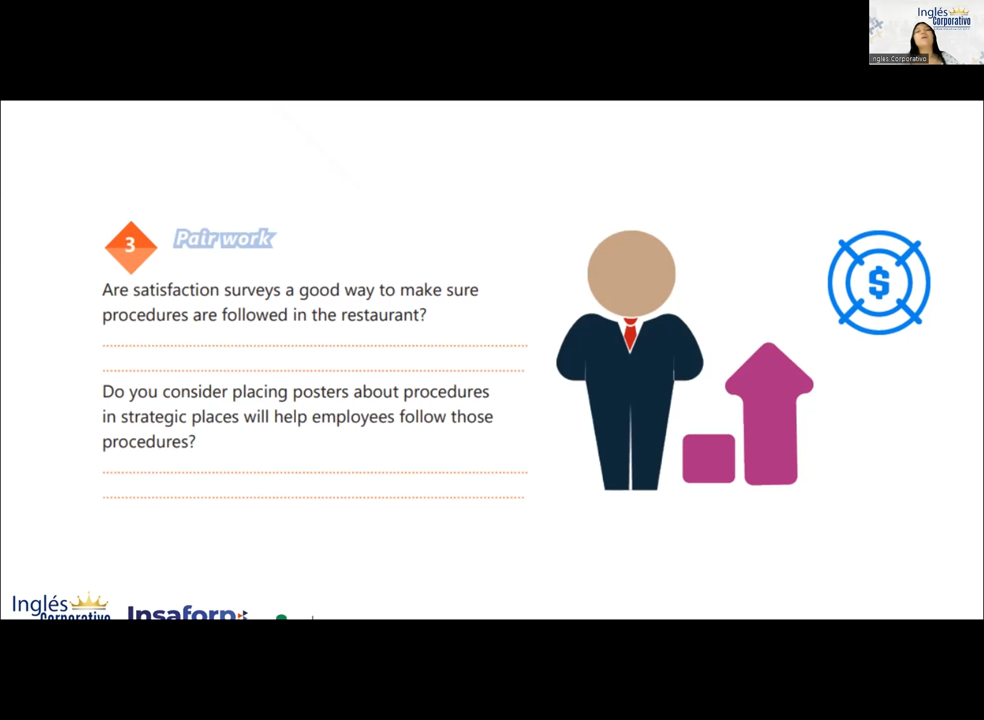 Inglés
Corporativo
Ingles Corporativo
3
Pair work
Are satisfaction surveys a good way to make sure
procedures are followed in the restaurant?
Do you consider placing posters about procedures
in strategic places will help employees follow those
procedures?
$
Inglés
Corporativo
Insaforp